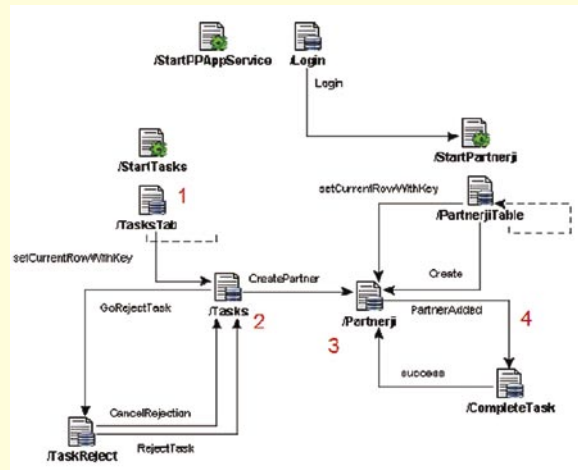 /StartPPAppService
/Login
Login
/StartTasks
/StartPartnerji
1
setCurrentRowWithKey
/TasksTab
/PartnerjiTable
setCurrentRowWithKey
CreatePartner
Create
GoRejectTask
/Tasks
2
/Partnerji
PartnerAdded
4
3
success
/CompleteTask
CancelRejection
/TaskReject
RejectTask